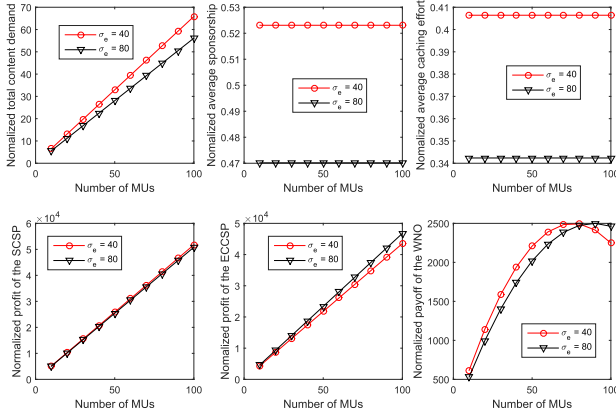 Nomalized total content demand
70
60
50
40
30
20
10
0
σe = 40
σe = 80
0 50 100
Number of MUs
Nomalized average sponsorship
0.53
0.52
0.51
0.5
0.49
0.48
0.47
σe = 40
σe = 80
0 50 100
Number of MUs
Nomalized average caching effort
0.41
0.4
0.39
0.38
0.37
0.36
0.35
0.34
σe = 40
σe = 80
0 50 100
Number of MUs
Normalized profit of the SCSP
× 10⁴
6
5
4
3
2
1
0
σe = 40
σe = 80
0 50 100
Number of MUs
Normalized profit of the ECCSP
× 10⁴
5
4
3
2
1
0
σe = 40
σe = 80
0 50 100
Number of MUs
Nomalized payoff of the WNO
2500
2000
1500
1000
500
σe = 40
σe = 80
0 50 100
Number of MUs